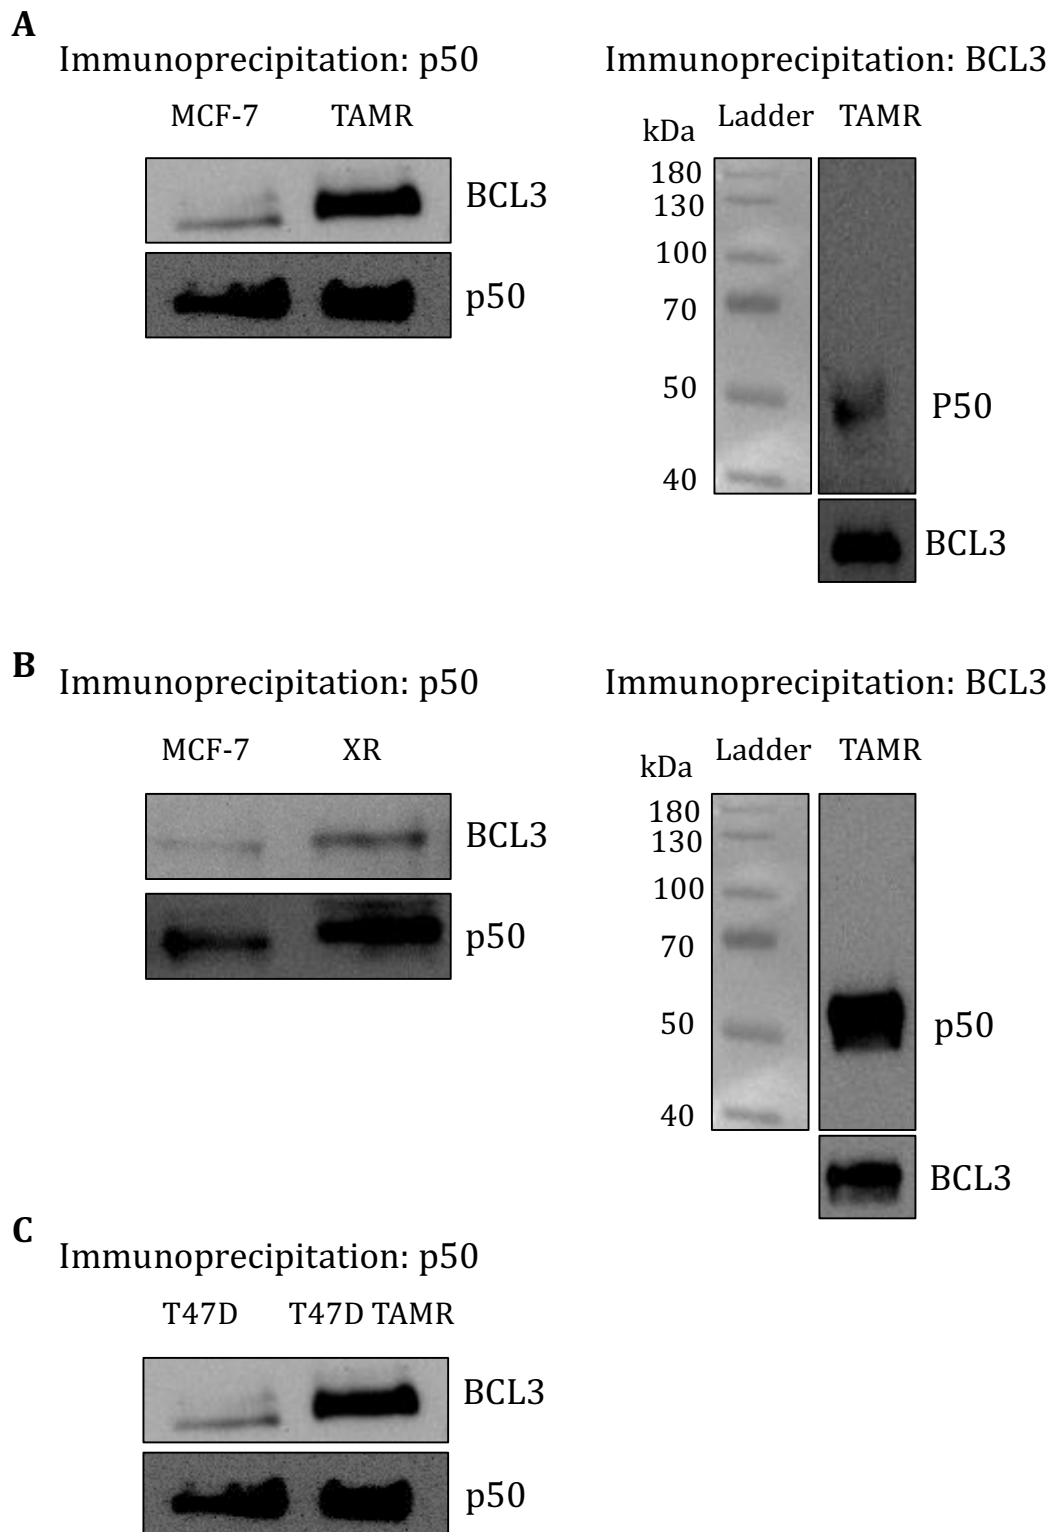 A
Immunoprecipitation: p50
MCF-7 TAMR
BCL3
p50
Immunoprecipitation: BCL3
kDa Ladder TAMR
180
130
100
70
50
40
P50
BCL3
B
Immunoprecipitation: p50
MCF-7 XR
BCL3
p50
Immunoprecipitation: BCL3
kDa Ladder TAMR
180
130
100
70
50
40
p50
BCL3
C
Immunoprecipitation: p50
T47D T47D TAMR
BCL3
p50